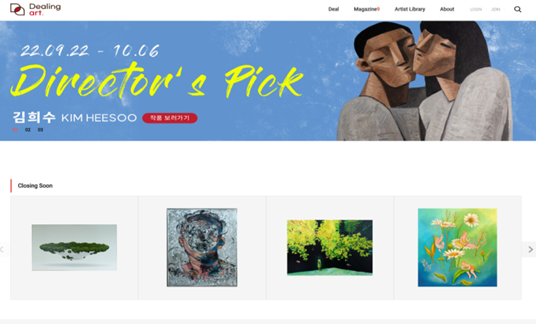 Dealing
art.
Deal
Magazine
Artist Library
About
LOGIN
JOIN
22.09.22 - 10.06
Director's Pick
김희수 KIM HEESOO 작품 보러가기
01 02 03
Closing Soon